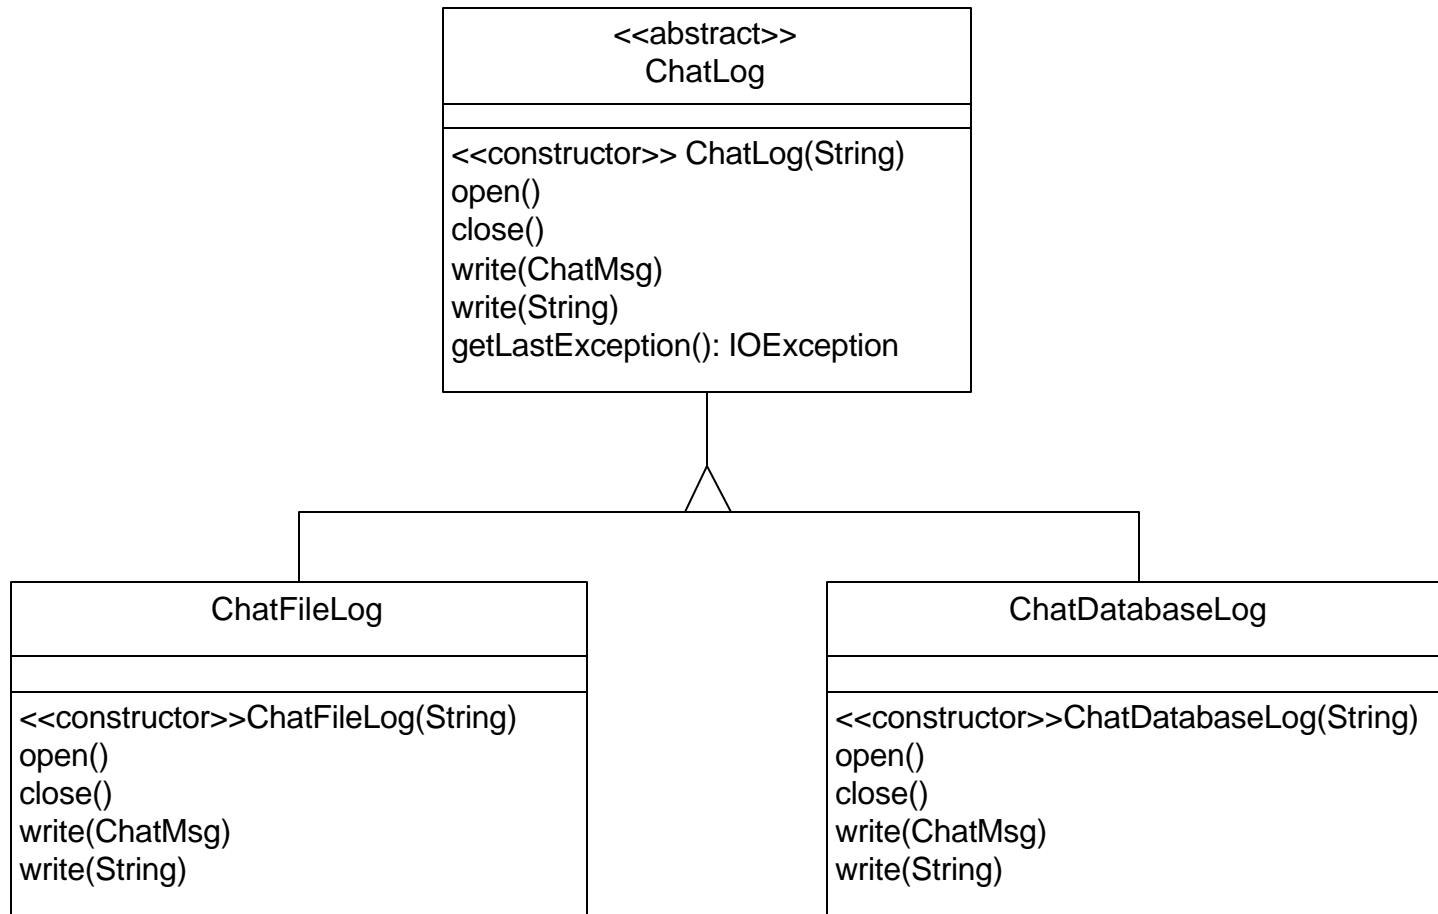 <<abstract>>
ChatLog
<<constructor>> ChatLog(String)
open()
close()
write(ChatMsg)
write(String)
getLastException(): IOException
ChatFileLog
<<constructor>>ChatFileLog(String)
open()
close()
write(ChatMsg)
write(String)
ChatDatabaseLog
<<constructor>>ChatDatabaseLog(String)
open()
close()
write(ChatMsg)
write(String)